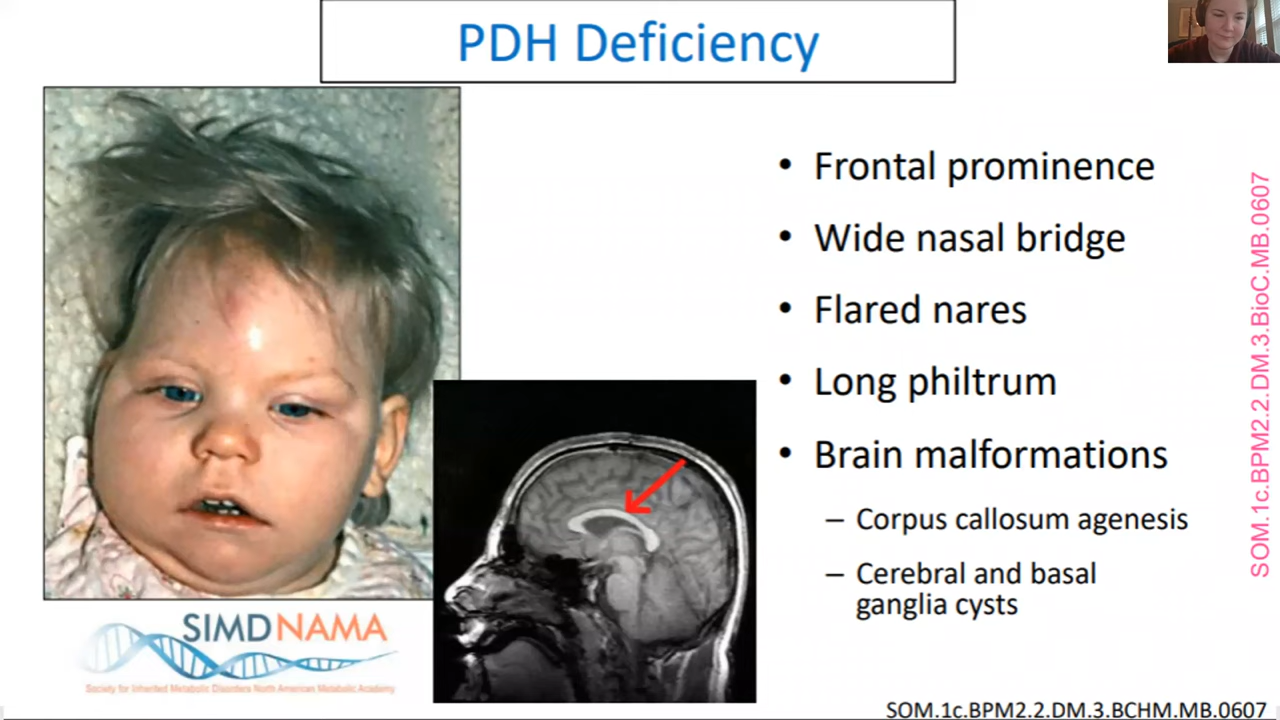 PDH Deficiency
• Frontal prominence
• Wide nasal bridge
• Flared nares
• Long philtrum
• Brain malformations
– Corpus callosum agenesis
– Cerebral and basal
ganglia cysts
SIMD NAMA
Society for Inherited Metabolic Disorders North American Metabolic Academy
SOM.1c.BPM2.2.DM.3.BioC.MB.0607
SOM.1c.BPM2.2.DM.3.BCHM.MB.0607